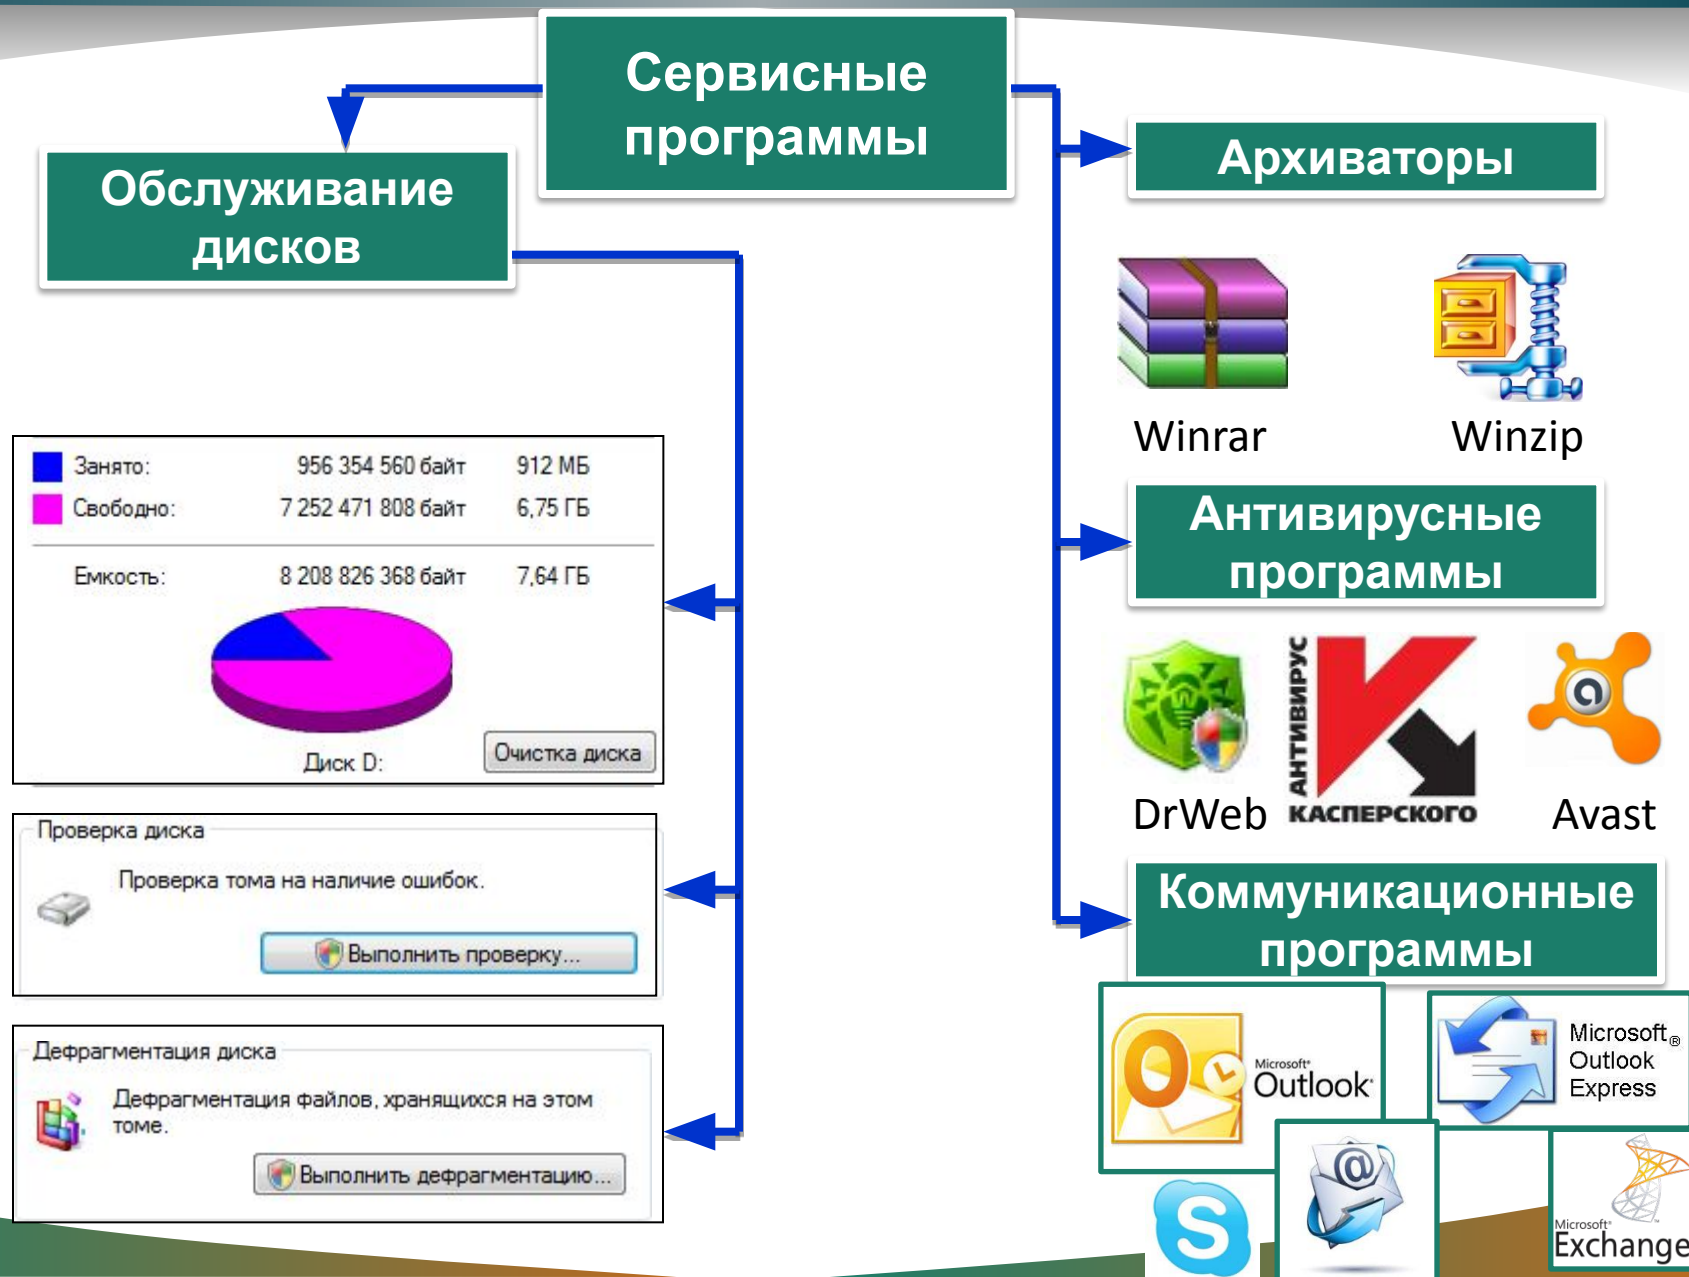 Сервисные
программы
Обслуживание
дисков
Занято: 956 354 560 байт 912 МБ
Свободно: 7 252 471 808 байт 6,75 ГБ
Емкость: 8 208 826 368 байт 7,64 ГБ
Диск D:
Очистка диска
Проверка диска
Проверка тома на наличие ошибок.
Выполнить проверку...
Дефрагментация диска
Дефрагментация файлов, хранящихся на этом
томе.
Выполнить дефрагментацию...
Архиваторы
Winrar
Winzip
Антивирусные
программы
АНТИВИРУС
КАСПЕРСКОГО
a
DrWeb
Avast
Коммуникационные
программы
O
Microsoft®
Outlook®
Microsoft®
Outlook
Express
S
@
Microsoft®
Exchange